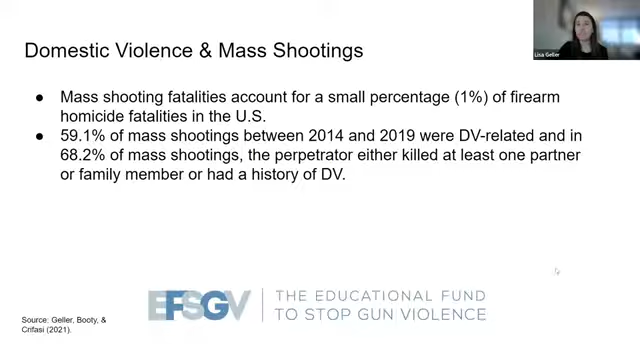 Domestic Violence & Mass Shootings
Lisa Geller
● Mass shooting fatalities account for a small percentage (1%) of firearm
homicide fatalities in the U.S.
● 59.1% of mass shootings between 2014 and 2019 were DV-related and in
68.2% of mass shootings, the perpetrator either killed at least one partner
or family member or had a history of DV.
EFSGV
THE EDUCATIONAL FUND
TO STOP GUN VIOLENCE
Source: Geller, Booty, &
Crifasi (2021).